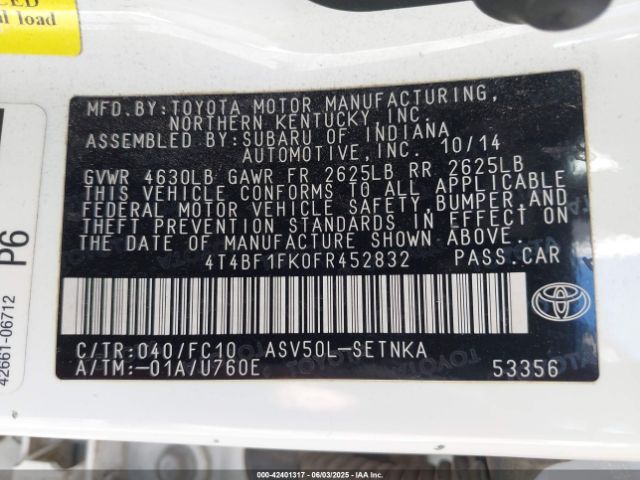 CED
al load
MFD.BY:TOYOTA MOTOR MANUFACTURING,
NORTHERN KENTUCKY,INC.
ASSEMBLED BY:SUBARU OF INDIANA
AUTOMOTIVE,INC. 10/14
GVWR 4630LB GAWR FR 2625LB RR 2625LB
THIS VEHICLE CONFORMS TO ALL APPLICABLE
FEDERAL MOTOR VEHICLE SAFETY,BUMPER,AND
THEFT PREVENTION STANDARDS IN EFFECT ON
THE DATE OF MANUFACTURE SHOWN ABOVE.
4T4BF1FK0FR452832 PASS.CAR
C/TR:040/FC10 ASV50L-SETNKA
A/TM:-01A/U760E 53356
TOYOTA
P6
42661-06712
000-42401317 - 06/03/2025 - IAA Inc.